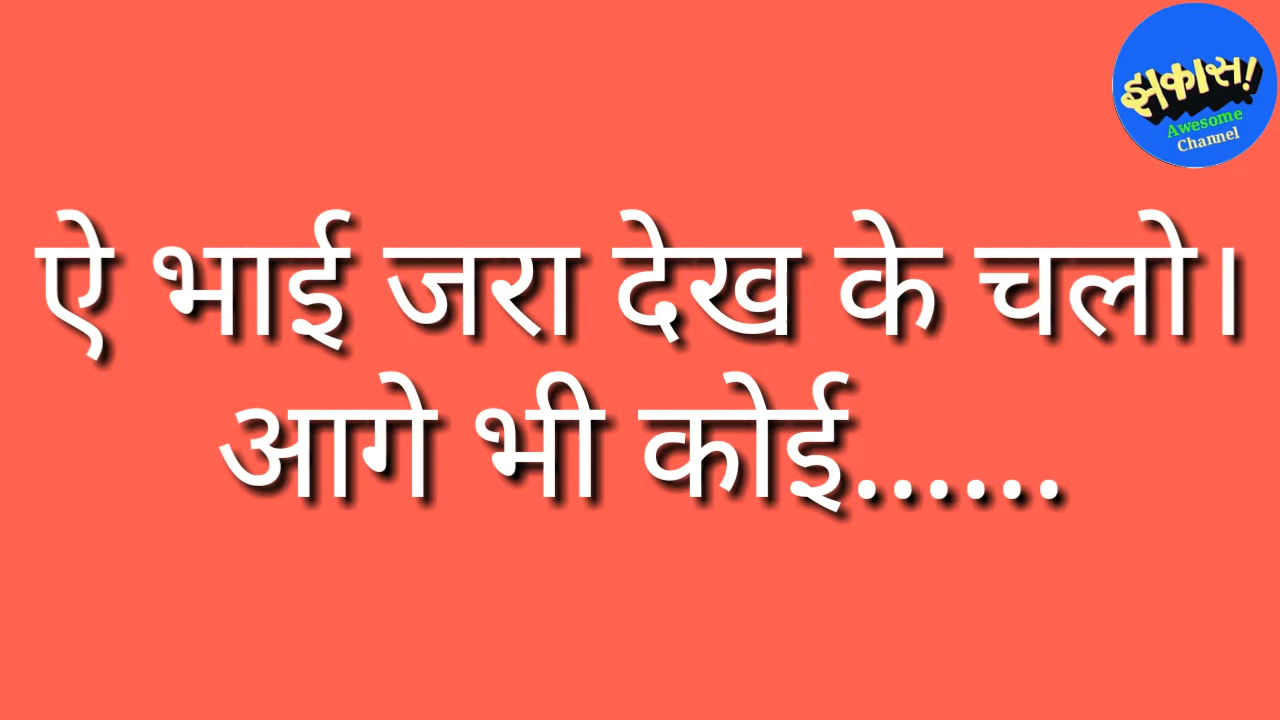 झकास!
Awesome
Channel
ऐ भाई जरा देख के चलो।
आगे भी कोई......